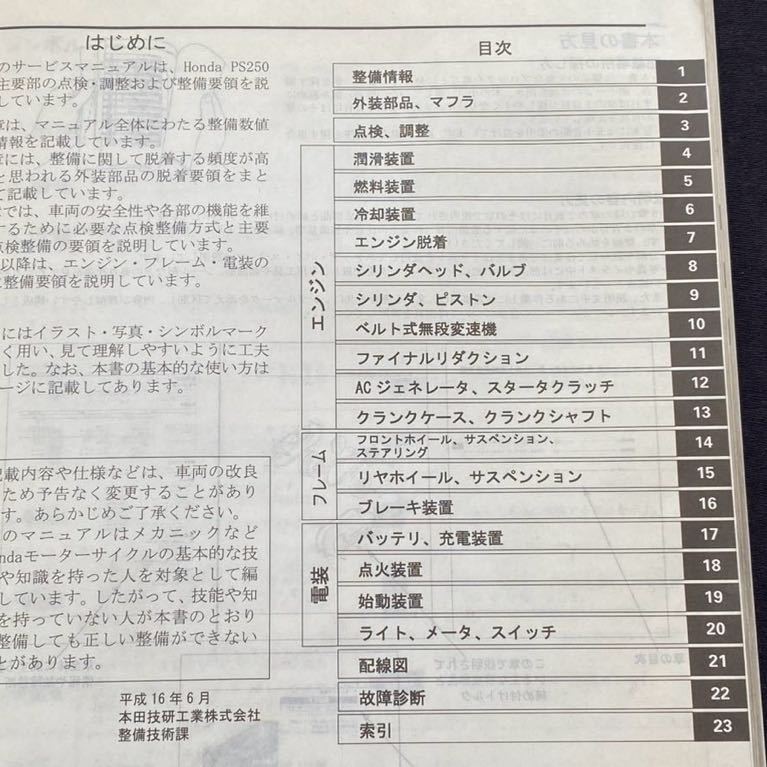 はじめに
のサービスマニュアルは、Honda PS250
主要部の点検・調整および整備要領を説
しています。
章は、マニュアル全体にわたる整備数値
情報を記載しています。
章には、整備に関して脱着する頻度が高
と思われる外装部品の脱着要領をまと
て記載しています。
では、車両の安全性や各部の機能を維
するために必要な点検整備方式と主要
点検整備の要領を説明しています。
以降は、エンジン・フレーム・電装の
整備要領を説明しています。
にはイラスト・写真・シンボルマーク
く用い、見て理解しやすいように工夫
した。なお、本書の基本的な使い方は
ージに記載してあります。
記載内容や仕様などは、車両の改良
ため予告なく変更することがあり
す。あらかじめご了承ください。
のマニュアルはメカニックなど
ndaモーターサイクルの基本的な技
や知識を持った人を対象として編
しています。したがって、技能や知
を持っていない人が本書のとおり
整備しても正しい整備ができない
とがあります。
平成16年6月
本田技研工業株式会社
整備技術課
目次
整備情報 1
外装部品、マフラ 2
点検、調整 3
エンジン
潤滑装置 4
燃料装置 5
冷却装置 6
エンジン脱着 7
シリンダヘッド、バルブ 8
シリンダ、ピストン 9
ベルト式無段変速機 10
ファイナルリダクション 11
ACジェネレータ、スタータクラッチ 12
クランクケース、クランクシャフト 13
フレーム
フロントホイール、サスペンション、
ステアリング 14
リヤホイール、サスペンション 15
ブレーキ装置 16
電装
バッテリ、充電装置 17
点火装置 18
始動装置 19
ライト、メータ、スイッチ 20
配線図 21
故障診断 22
索引 23